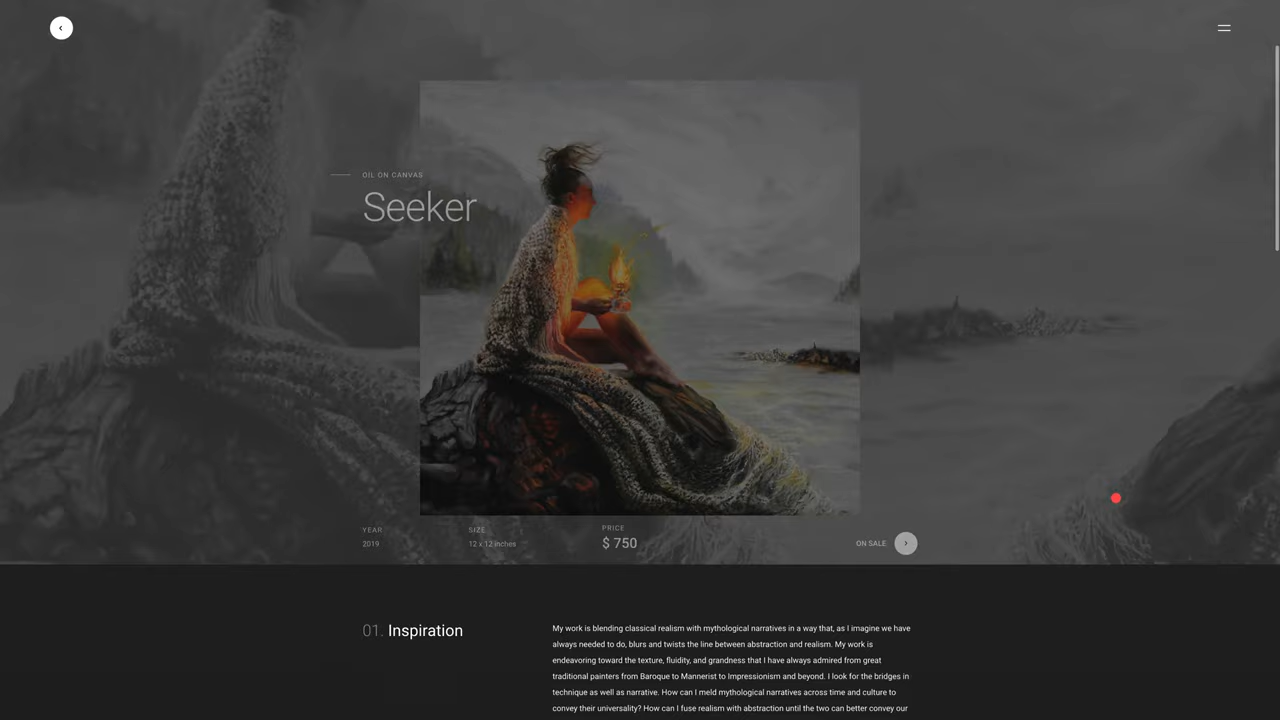 OIL ON CANVAS
Seeker
YEAR
2019
SIZE
12 x 12 inches
PRICE
$ 750
ON SALE
01. Inspiration
My work is blending classical realism with mythological narratives in a way that, as I imagine we have
always needed to do, blurs and twists the line between abstraction and realism. My work is
endeavoring toward the texture, fluidity, and grandness that I have always admired from great
traditional painters from Baroque to Mannerist to Impressionism and beyond. I look for the bridges in
technique as well as narrative. How can I meld mythological narratives across time and culture to
convey their universality? How can I fuse realism with abstraction until the two can better convey our